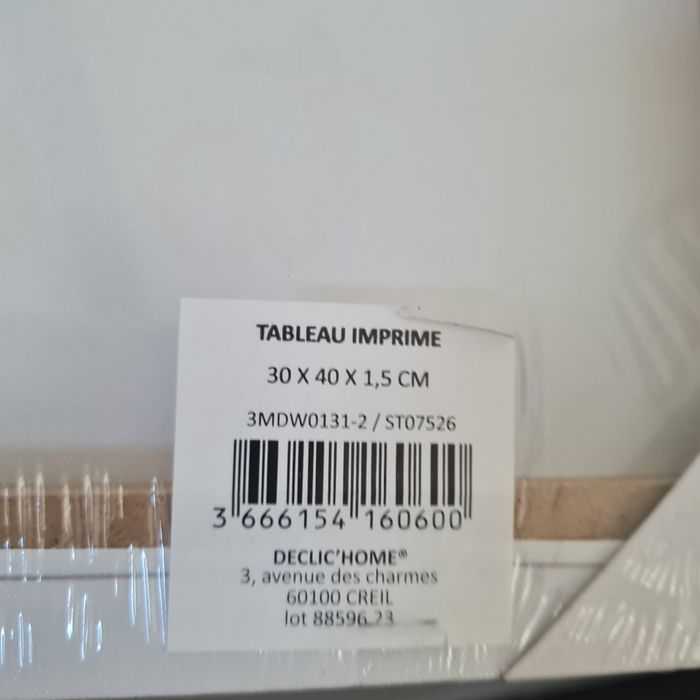 TABLEAU IMPRIME
30 X 40 X 1,5 CM
3MDW0131-2 / ST07526
3 666154 160600
DECLIC'HOME®
3, avenue des charmes
60100 CREIL
lot 88596.23